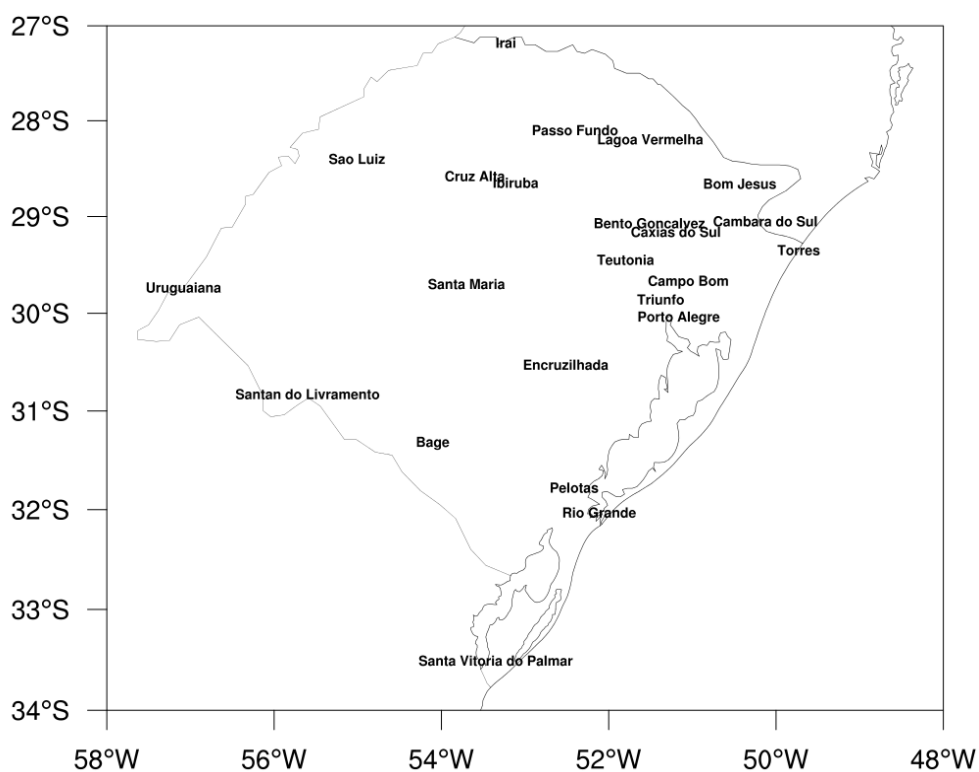 27°S
Irai
28°S
Passo Fundo
Lagoa Vermelha
Sao Luiz
Cruz Alta
Ibiruba
Bom Jesus
29°S
Bento Goncalvez
Cambara do Sul
Caxias do Sul
Torres
Teutonia
Campo Bom
Uruguaiana
Santa Maria
Triunfo
30°S
Porto Alegre
Encruzilhada
Santan do Livramento
31°S
Bage
Pelotas
32°S
Rio Grande
33°S
Santa Vitoria do Palmar
34°S
58°W 56°W 54°W 52°W 50°W 48°W